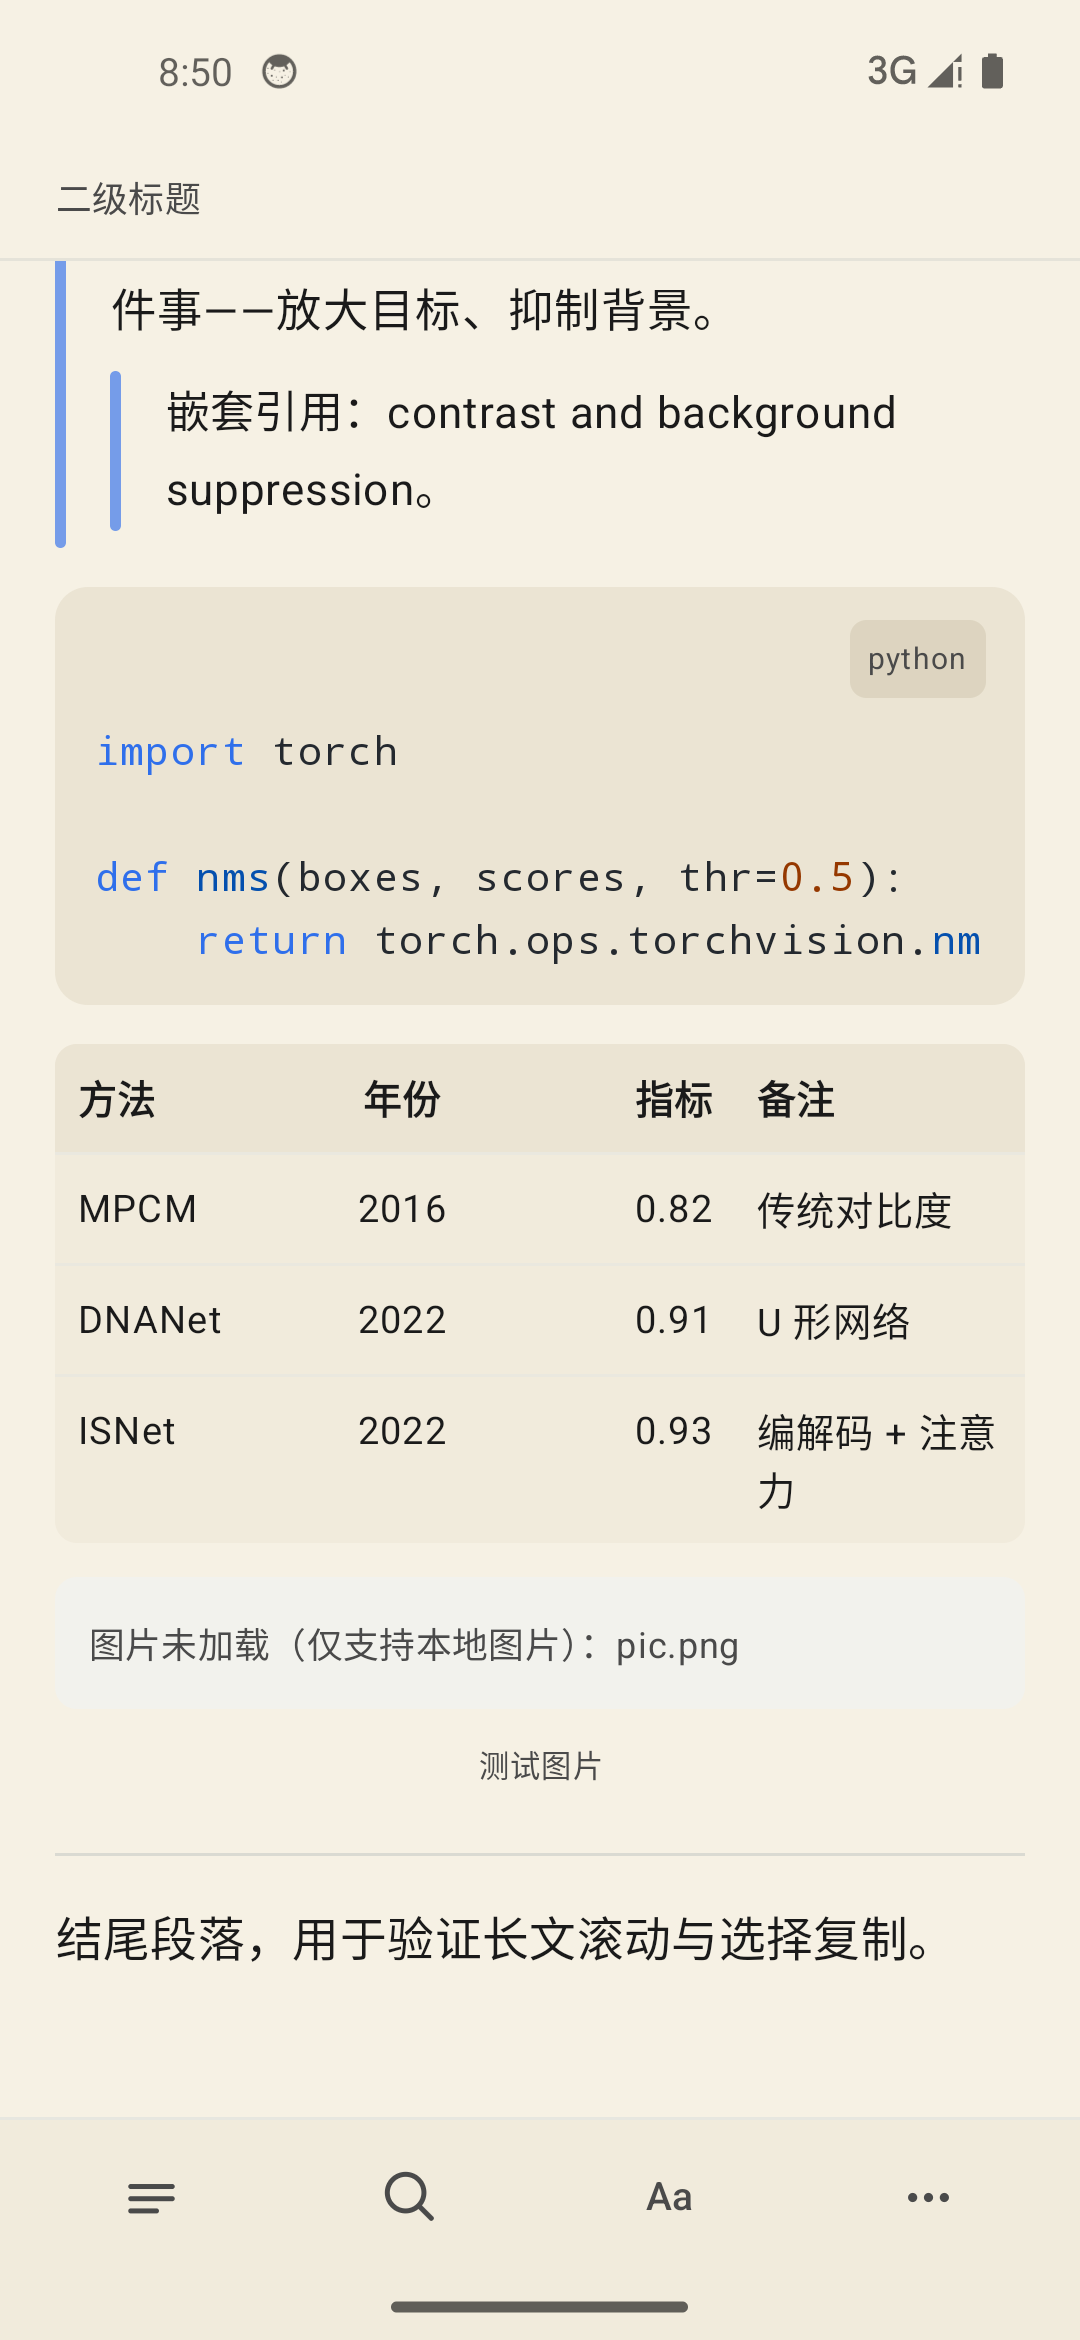 8:50
3G
二级标题
件事——放大目标、抑制背景。
嵌套引用：contrast and background
suppression。
python
import torch
def nms(boxes, scores, thr=0.5):
    return torch.ops.torchvision.nm
方法 年份 指标 备注
MPCM 2016 0.82 传统对比度
DNANet 2022 0.91 U 形网络
ISNet 2022 0.93 编解码 + 注意
力
图片未加载（仅支持本地图片）：pic.png
测试图片
结尾段落，用于验证长文滚动与选择复制。
Aa